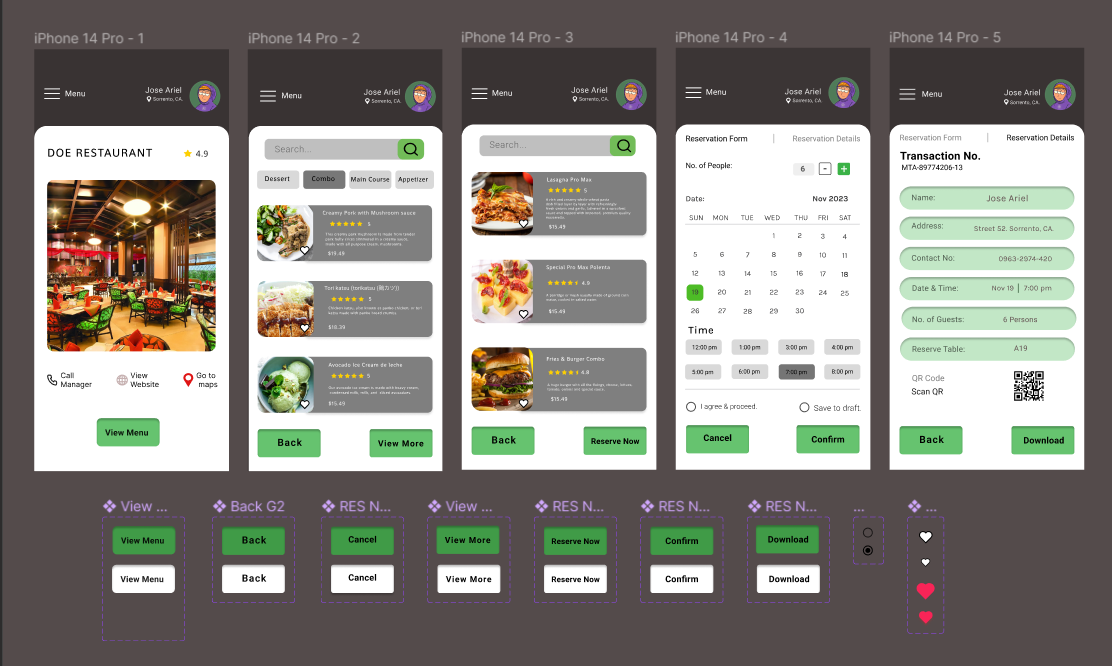 iPhone 14 Pro - 1
Menu
Jose Ariel
Sorrento, CA.
DOE RESTAURANT
4.9
Call
Manager
View
Website
Go to
maps
View Menu
iPhone 14 Pro - 2
Menu
Jose Ariel
Sorrento, CA.
Search...
Dessert
Combo
Main Course
Appetizer
Creamy Pork with Mushroom sauce
5
$19.49
Tori katsu (torikatsu
5
$16.39
Avocado Ice Cream de leche
5
$15.49
Back
View More
iPhone 14 Pro - 3
Menu
Jose Ariel
Sorrento, CA.
Search...
Lasagna Pro Max
5
$15.49
Special Pro Max Polenta
4.8
$15.49
Fries & Burger Combo
4.8
$15.49
Back
Reserve Now
iPhone 14 Pro - 4
Menu
Jose Ariel
Sorrento, CA.
Reservation Form | Reservation Details
No. of People:
6 - +
Date:
Nov 2023
SUN MON TUE WED THU FRI SAT
1 2 3 4
5 6 7 8 9 10 11
12 13 14 15 16 17 18
19 20 21 22 23 24 25
26 27 28 29 30
Time
12:00 pm 1:00 pm 3:00 pm 4:00 pm
5:00 pm 6:00 pm 7:00 pm 8:00 pm
I agree & proceed.
Save to draft.
Cancel
Confirm
iPhone 14 Pro - 5
Menu
Jose Ariel
Sorrento, CA.
Reservation Form | Reservation Details
Transaction No.
MTA-89774206-13
Name: Jose Ariel
Address: Street 52. Sorrento, CA.
Contact No: 0963-2974-420
Date & Time: Nov 19 | 7:00 pm
No. of Guests: 6 Persons
Reserve Table: A19
QR Code
Scan QR
Back
Download
View ...
View Menu
View Menu
Back G2
Back
Back
RES N...
Cancel
Cancel
View ...
View More
View More
RES N...
Reserve Now
Reserve Now
RES N...
Confirm
Confirm
RES N...
Download
Download
...
...